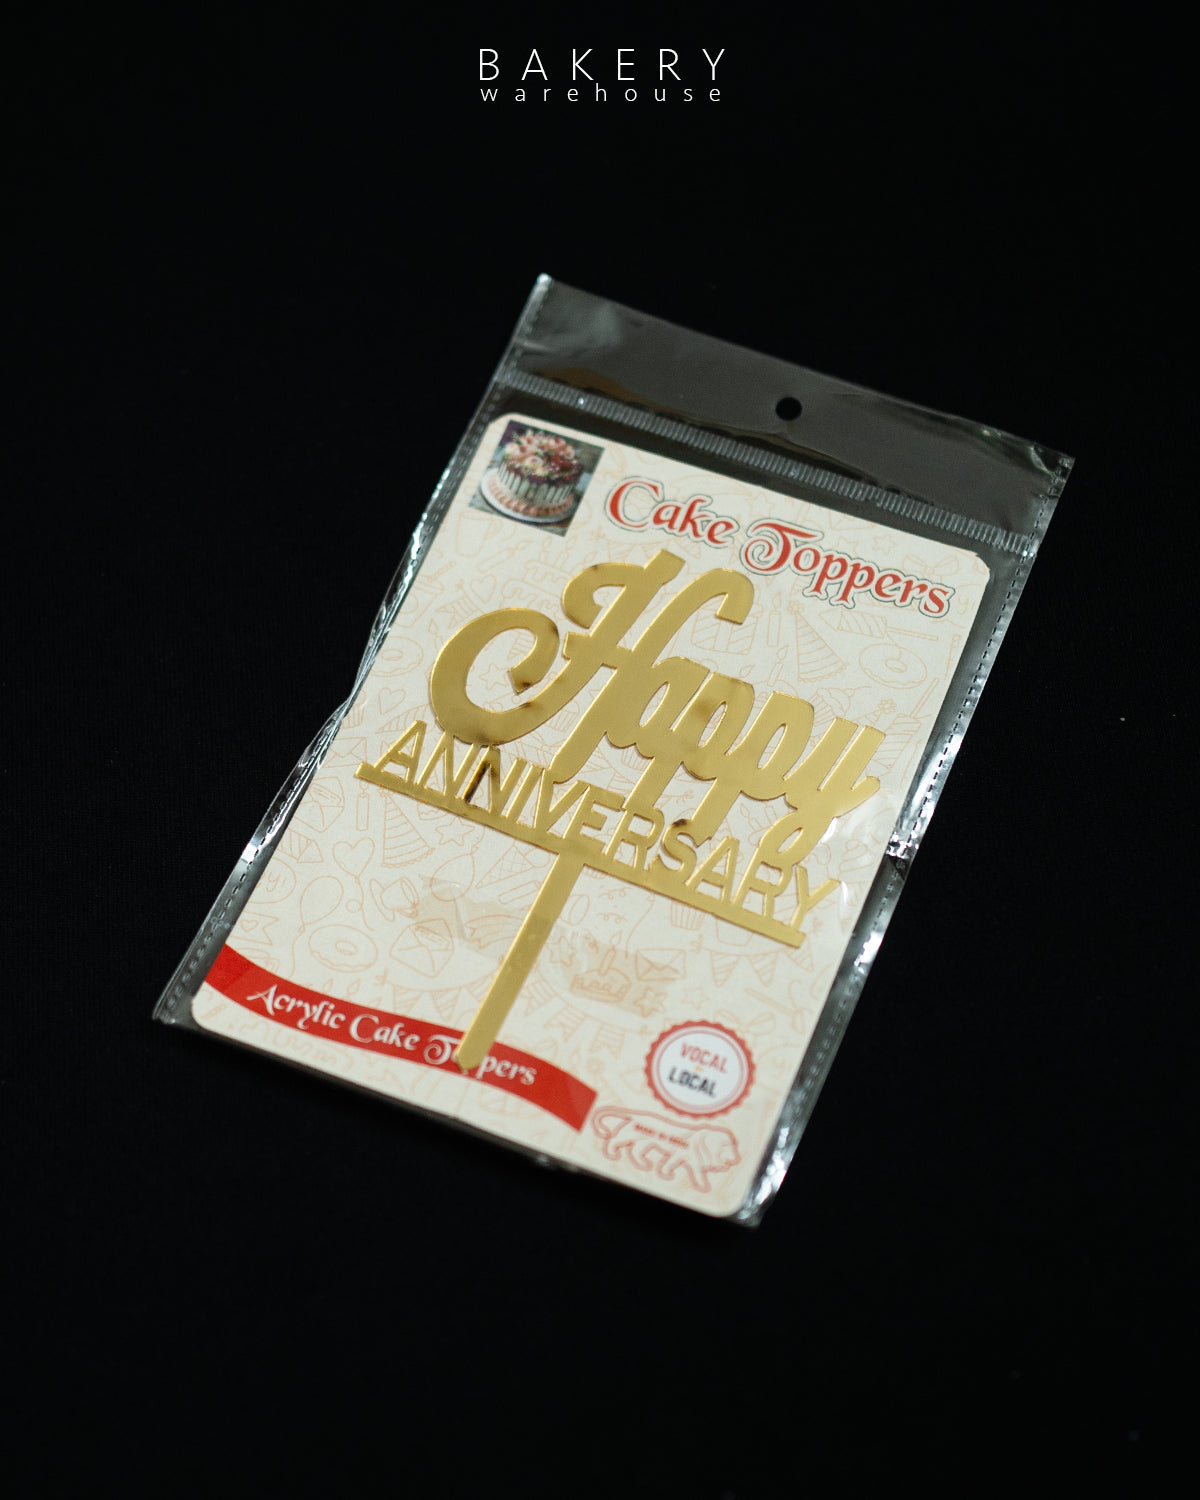 BAKERY
warehouse
Cake Toppers
Happy
ANNIVERSARY
Acrylic Cake Toppers
VOCAL
LOCAL